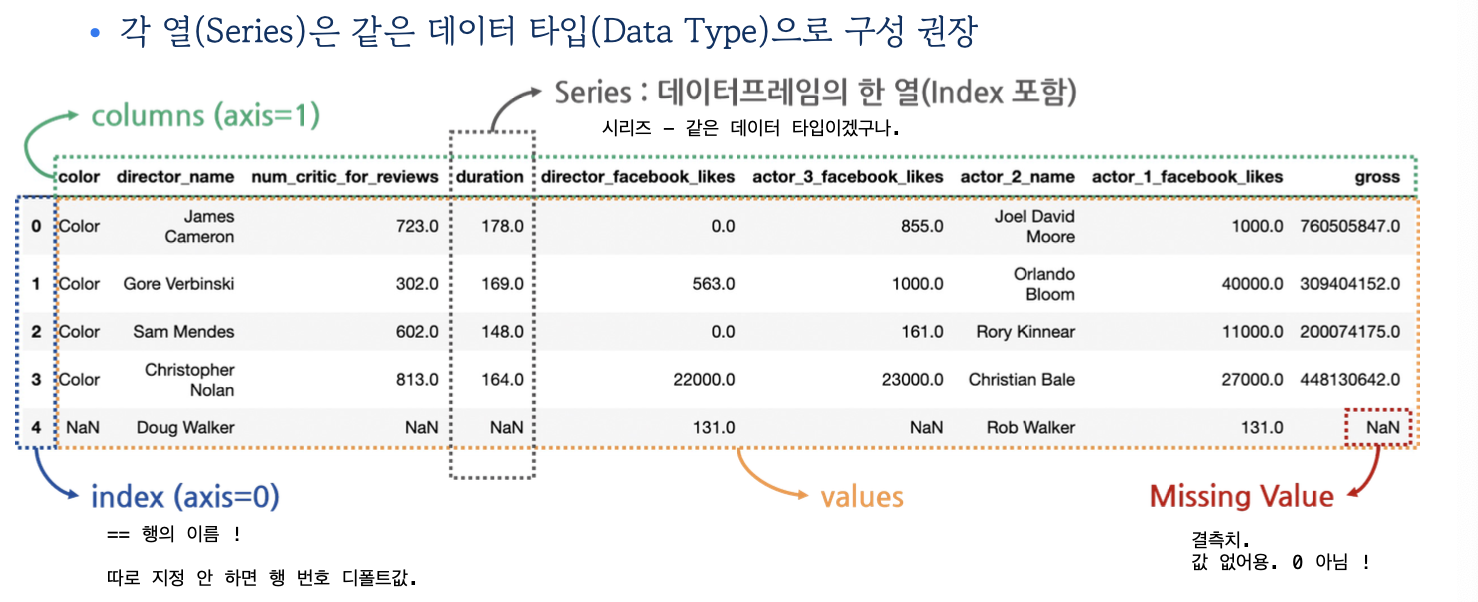 • 각 열(Series)은 같은 데이터 타입(Data Type)으로 구성 권장
Series : 데이터프레임의 한 열(Index 포함)
시리즈 - 같은 데이터 타입이겠구나.
columns (axis=1)
color director_name num_critic_for_reviews duration director_facebook_likes actor_3_facebook_likes actor_2_name actor_1_facebook_likes gross
0 Color James Cameron 723.0 178.0 0.0 855.0 Joel David Moore 1000.0 760505847.0
1 Color Gore Verbinski 302.0 169.0 563.0 1000.0 Orlando Bloom 40000.0 309404152.0
2 Color Sam Mendes 602.0 148.0 0.0 161.0 Rory Kinnear 11000.0 200074175.0
3 Color Christopher Nolan 813.0 164.0 22000.0 23000.0 Christian Bale 27000.0 448130642.0
4 NaN Doug Walker NaN NaN 131.0 NaN Rob Walker 131.0 NaN
index (axis=0)
== 행의 이름 !
따로 지정 안 하면 행 번호 디폴트값.
values
Missing Value
결측치.
값 없어용. 0 아님 !